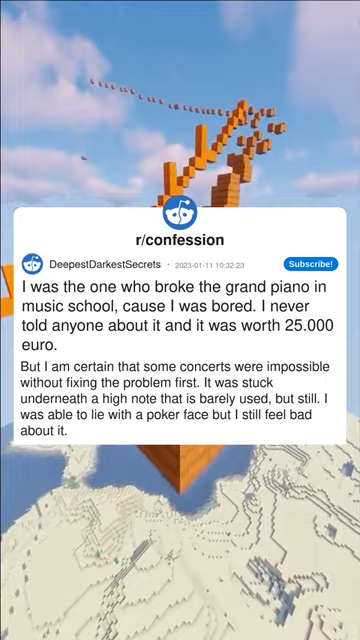 r/confession
DeepestDarkestSecrets · 2023-01-11 10:32:23 Subscribe!
I was the one who broke the grand piano in
music school, cause I was bored. I never
told anyone about it and it was worth 25.000
euro.
But I am certain that some concerts were impossible
without fixing the problem first. It was stuck
underneath a high note that is barely used, but still. I
was able to lie with a poker face but I still feel bad
about it.